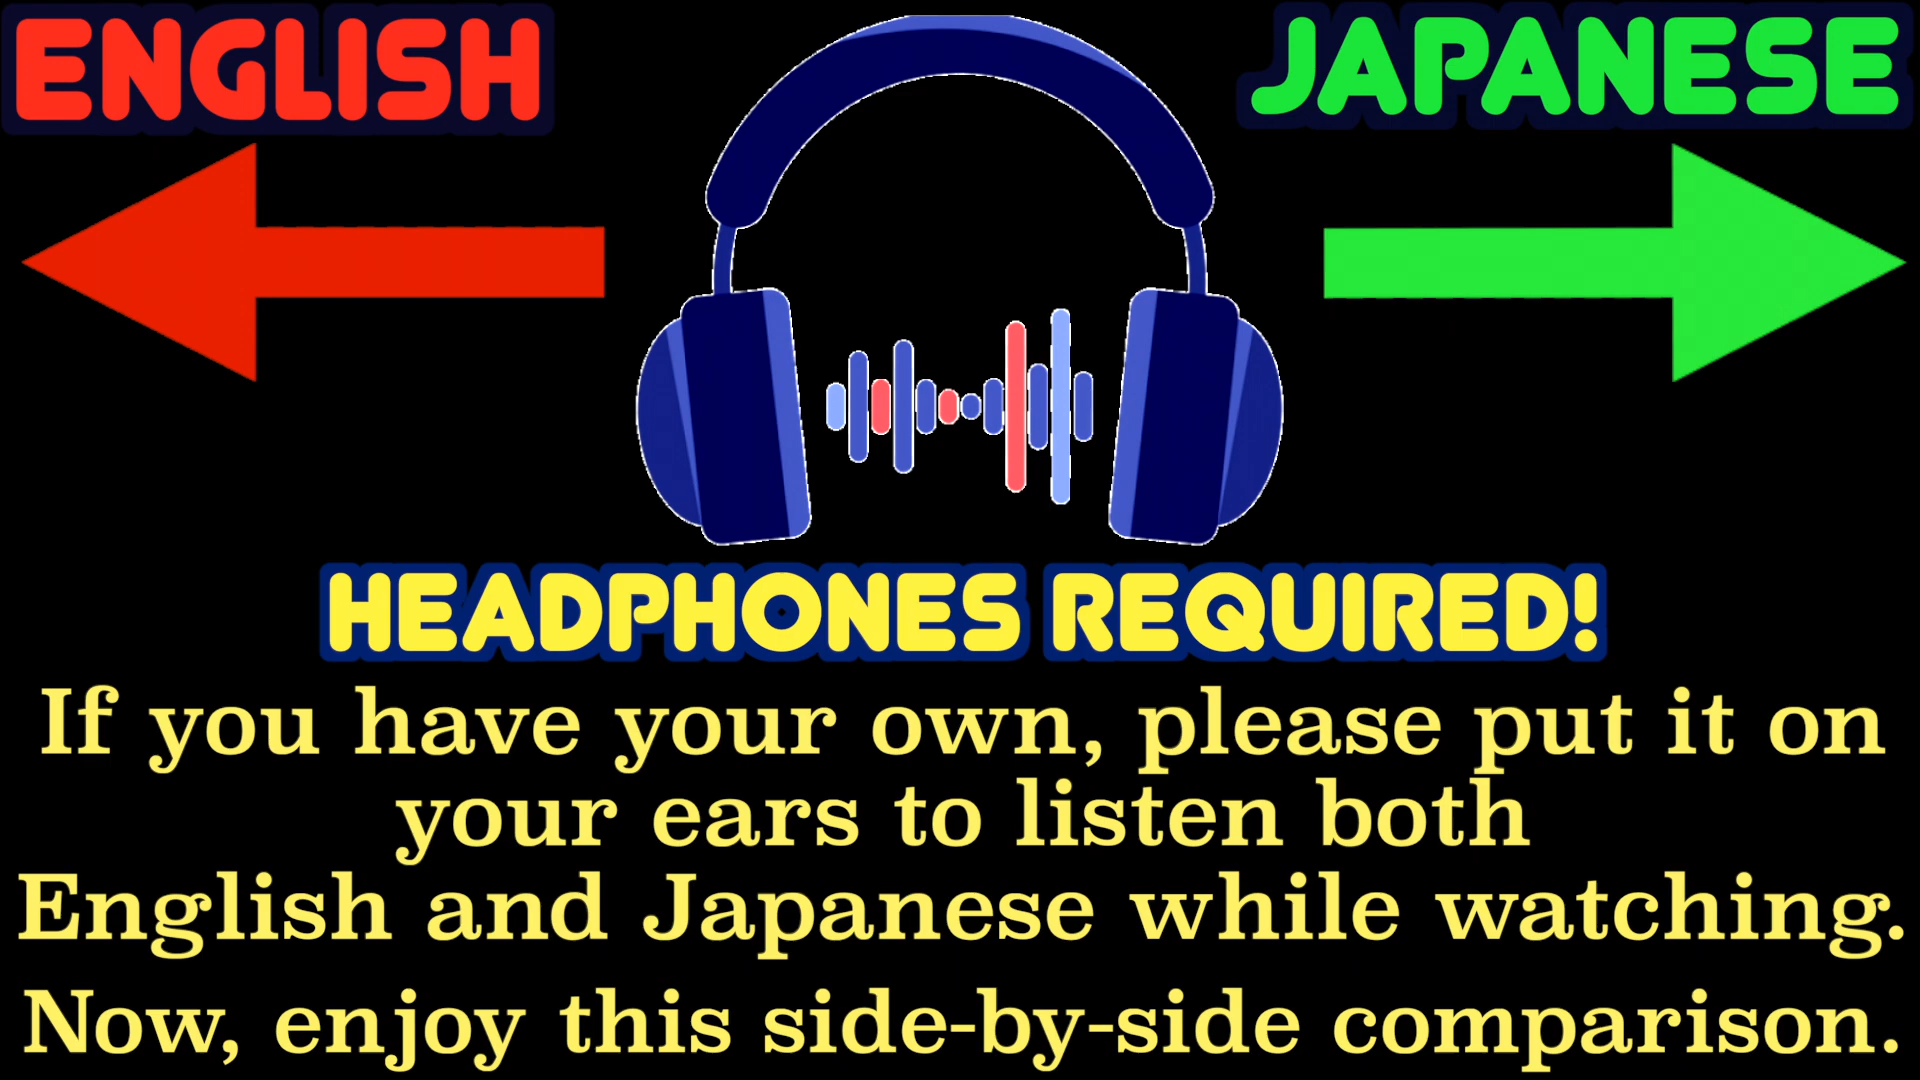 ENGLISH
JAPANESE
HEADPHONES REQUIRED!
If you have your own, please put it on
your ears to listen both
English and Japanese while watching.
Now, enjoy this side-by-side comparison.